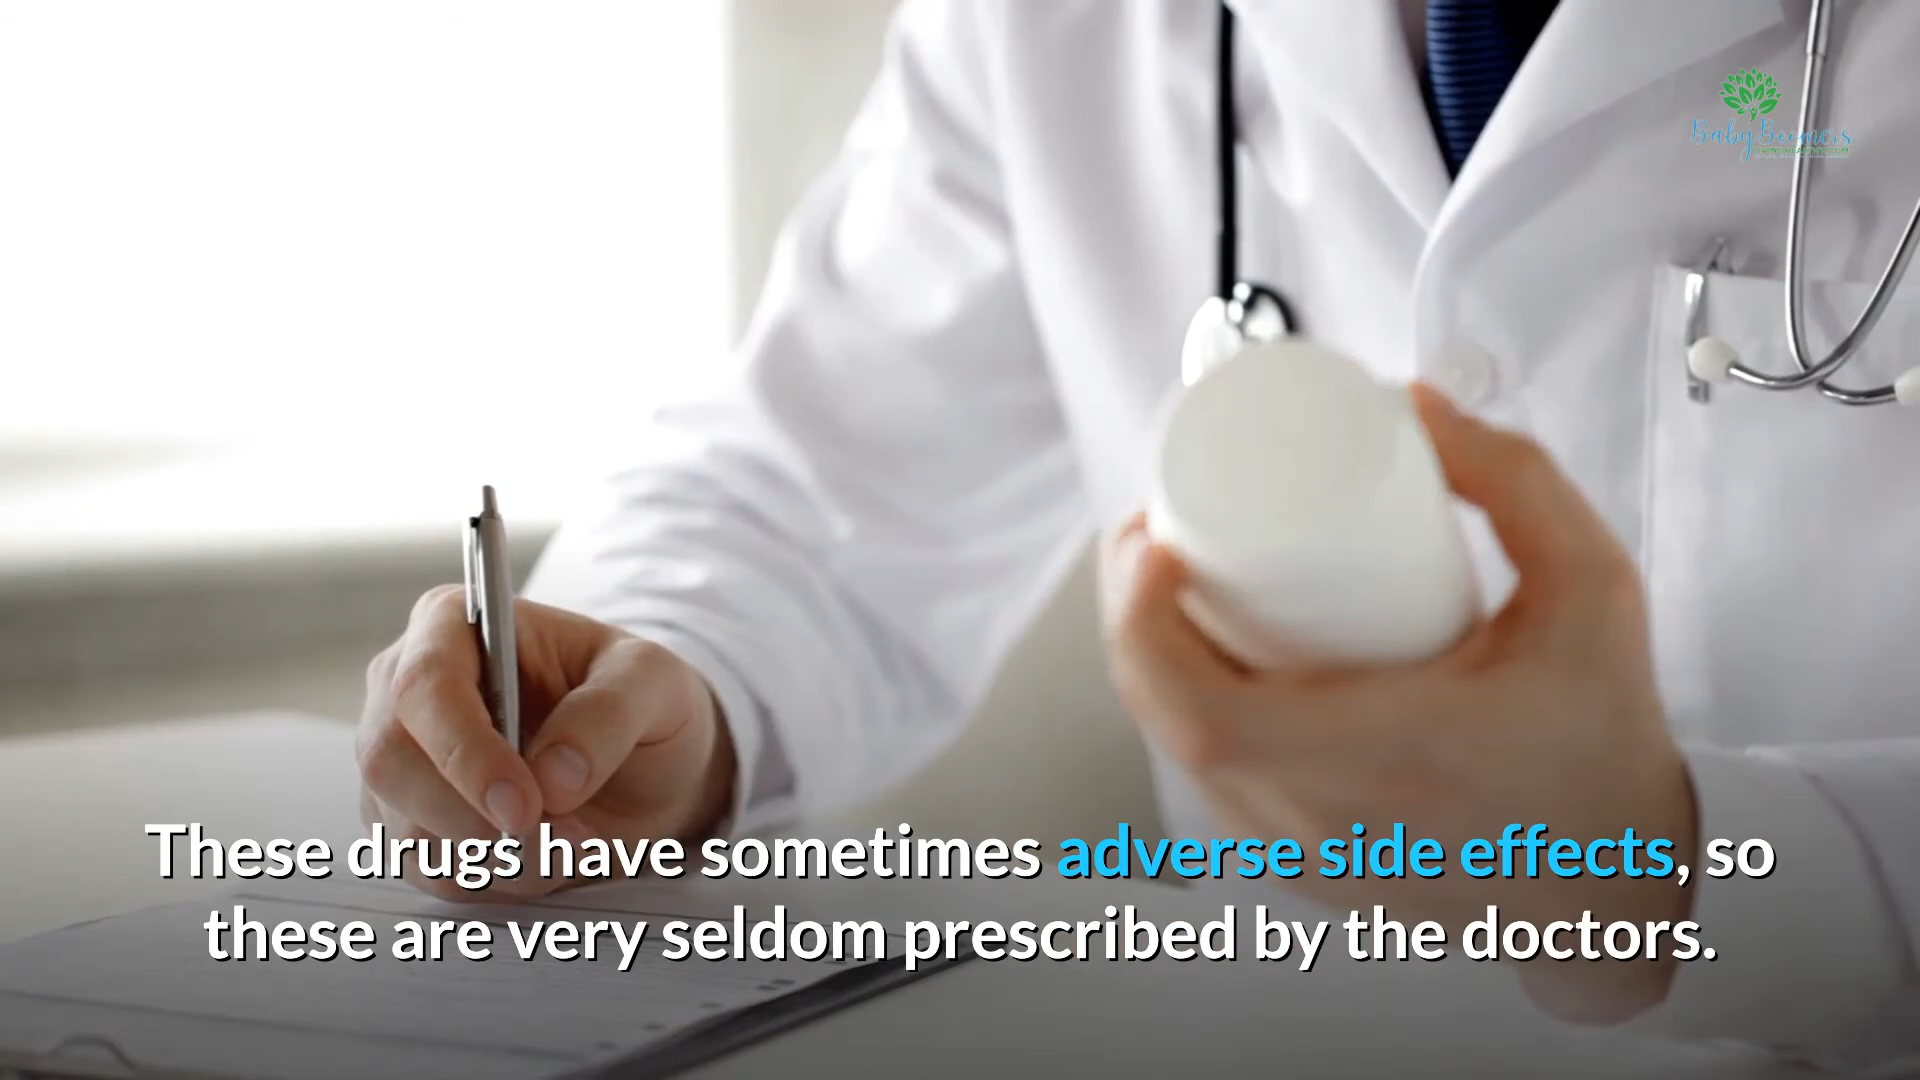 Baby Boomers
These drugs have sometimes adverse side effects, so
these are very seldom prescribed by the doctors.